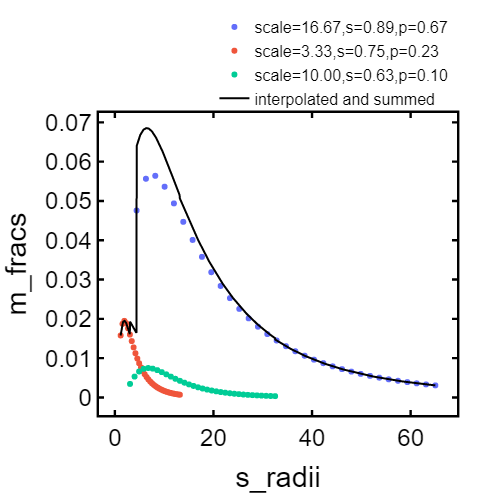 scale=16.67,s=0.89,p=0.67
scale=3.33,s=0.75,p=0.23
scale=10.00,s=0.63,p=0.10
interpolated and summed
0.07
0.06
0.05
0.04
0.03
0.02
0.01
0
m_fracs
0 20 40 60
s_radii